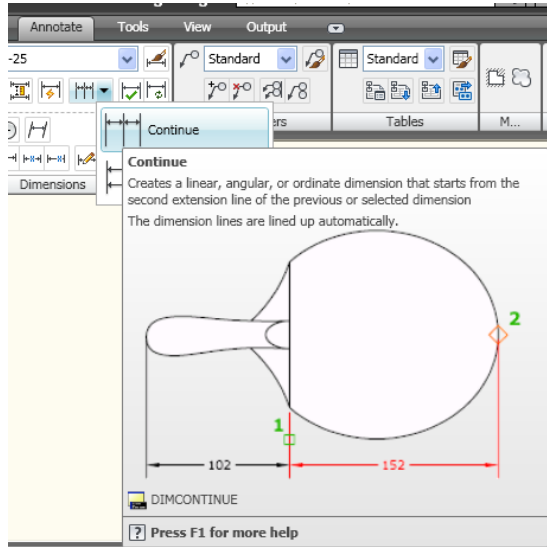 Annotate Tools View Output
-25 Standard Standard
Continue ers Tables M...
Dimensions
Continue
Creates a linear, angular, or ordinate dimension that starts from the
second extension line of the previous or selected dimension
The dimension lines are lined up automatically.
2
1
102 152
DIMCONTINUE
? Press F1 for more help